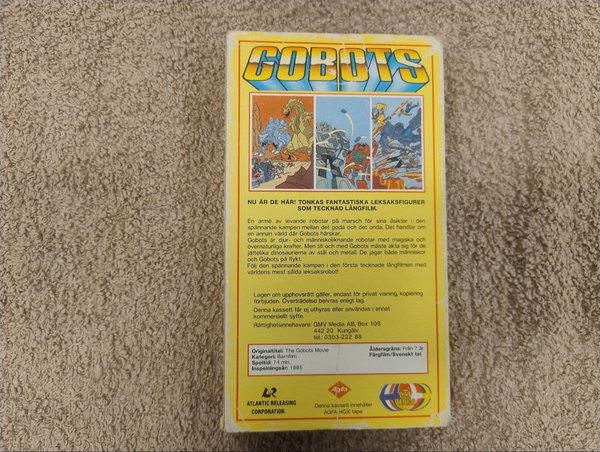 GOBOTS
NU ÄR DE HÄR! TONKAS FANTASTISKA LEKSAKSFIGURER
SOM TECKNAD LÅNGFILM.
En armé av levande robotar på marsch för sina åsikter i den
spännande kampen mellan det goda och det onda. Det handlar om
en annan värld där Gobots härskar.
Gobots är djur- och människoliknande robotar med magiska och
övernaturliga krafter. Men till och med Gobots måste akta sig för de
jättelika dinosaurierna av stål och metall. De jagar både människor
och Gobots på flykt.
Följ den spännande kampen i den första tecknade långfilmen med
världens mest sålda leksaksrobot!
Lagen om upphovsrätt gäller, endast för privat visning, kopiering
förbjuden. Överträdelse beivras enligt lag.
Denna kassett får ej uthyras eller användas i annat
kommersiellt syfte.
Rättighetsinnehavare: GMV Media AB, Box 108
442 20 Kungälv
tel.: 0303-222 88
Originaltitel: The Gobots Movie
Kategori: Barnfilm
Speltid: 74 min.
Inspelningsår: 1985
Åldersgräns: Från 7 år
Färgfilm/Svenskt tal
ATLANTIC RELEASING
CORPORATION
Agfa
Denna kassett innehåller
AGFA HGX tape